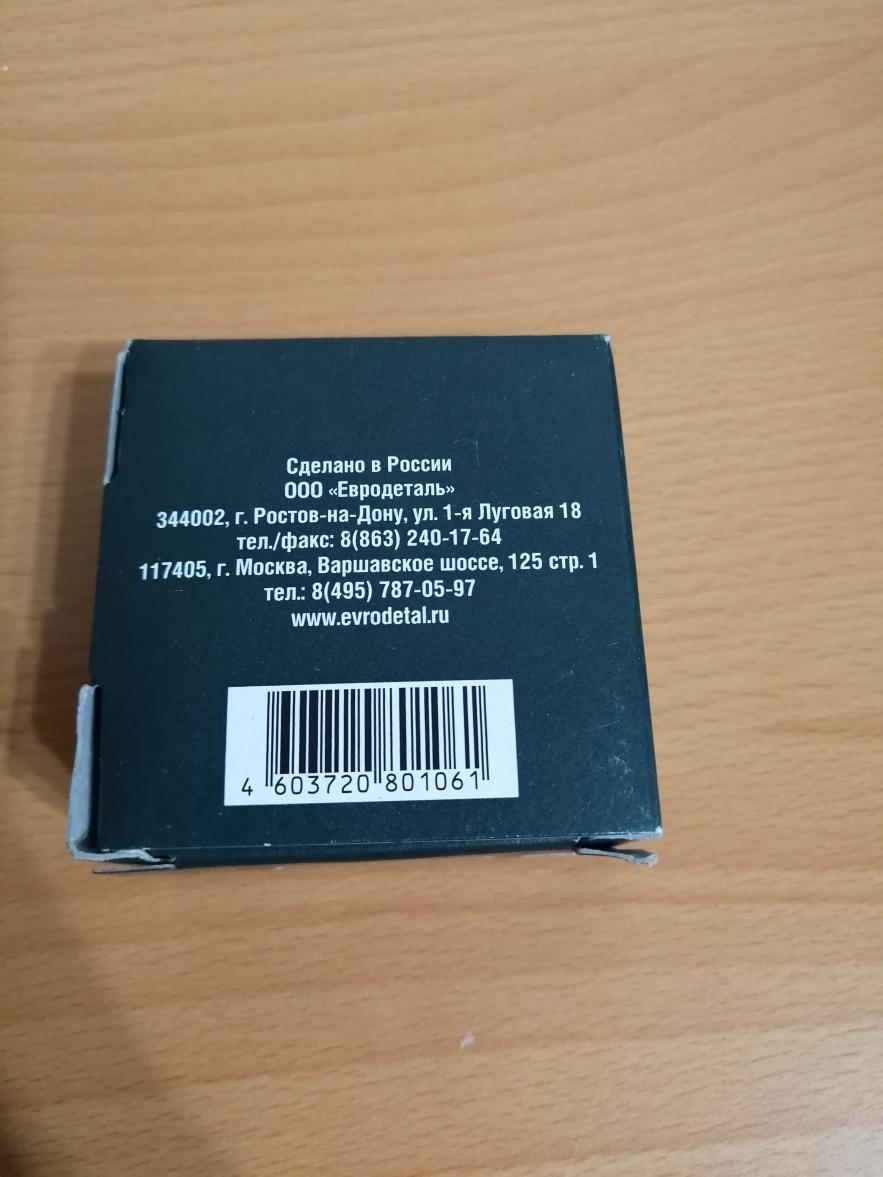 Сделано в России
ООО «Евродеталь»
344002, г. Ростов-на-Дону, ул. 1-я Луговая 18
тел./факс: 8(863) 240-17-64
117405, г. Москва, Варшавское шоссе, 125 стр. 1
тел.: 8(495) 787-05-97
www.evrodetal.ru
4 603720 801061